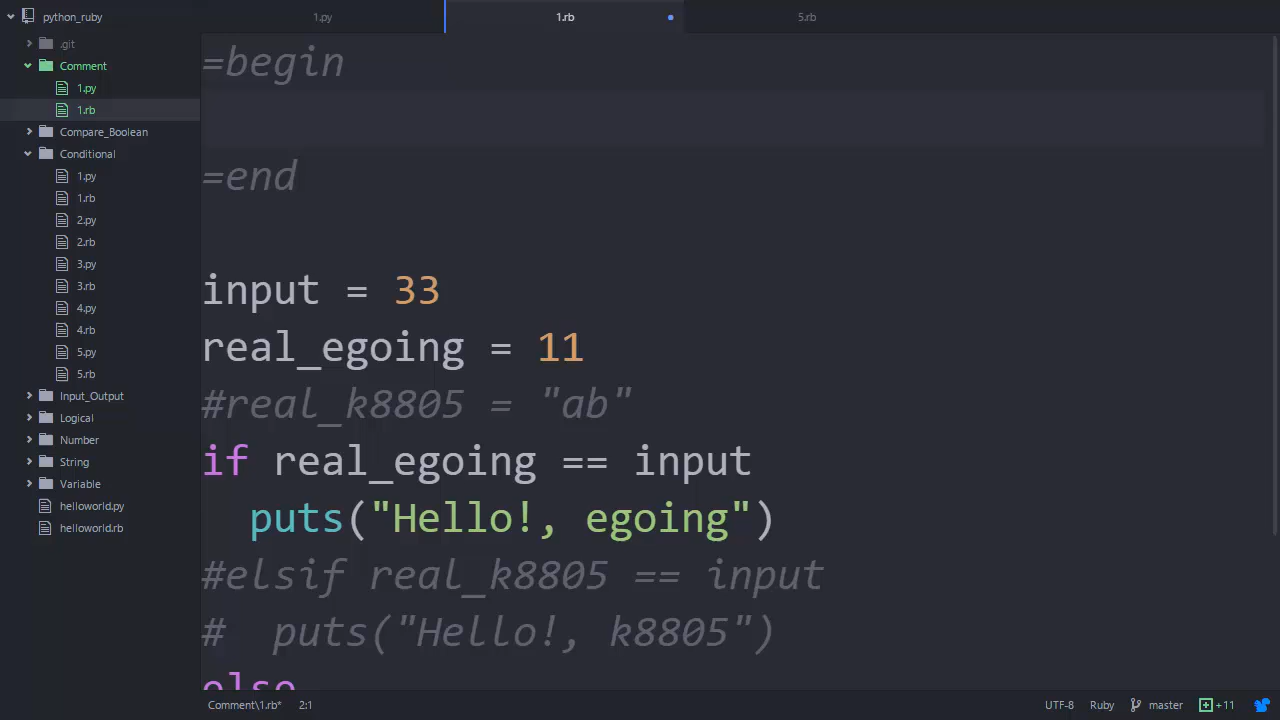 python_ruby
1.py
1.rb
5.rb
.git
Comment
1.py
1.rb
Compare_Boolean
Conditional
1.py
1.rb
2.py
2.rb
3.py
3.rb
4.py
4.rb
5.py
5.rb
Input_Output
Logical
Number
String
Variable
helloworld.py
helloworld.rb
=begin
=end
input = 33
real_egoing = 11
#real_k8805 = "ab"
if real_egoing == input
puts("Hello!, egoing")
#elsif real_k8805 == input
#  puts("Hello!, k8805")
else
Comment\1.rb* 2:1
UTF-8 Ruby master +11